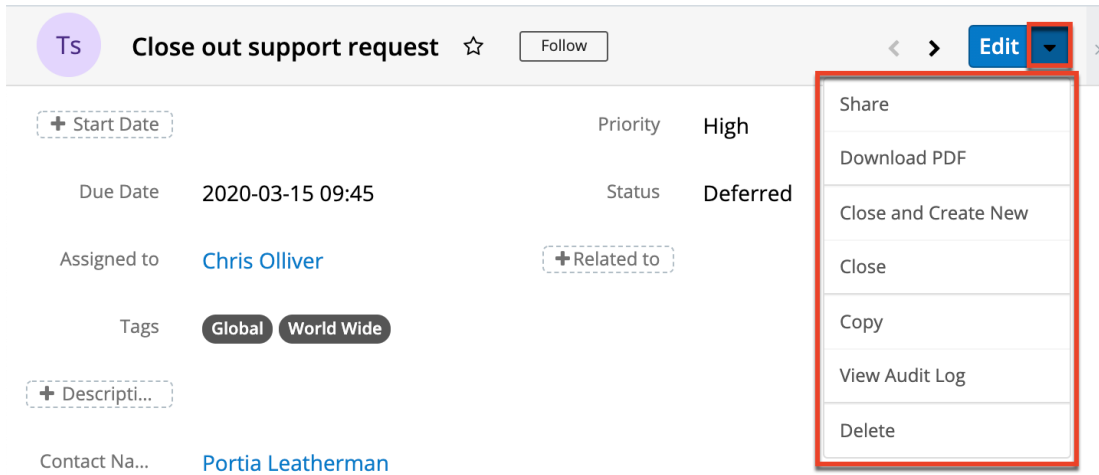 Ts
Close out support request
Follow
Edit
Start Date
Priority
High
Due Date
2020-03-15 09:45
Status
Deferred
Assigned to
Chris Olliver
Related to
Tags
Global
World Wide
Descripti...
Contact Na...
Portia Leatherman
Share
Download PDF
Close and Create New
Close
Copy
View Audit Log
Delete